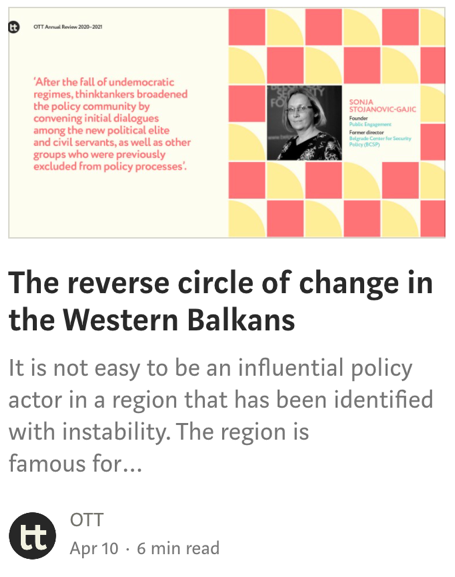 tt
OTT Annual Review 2020-2021
'After the fall of undemocratic
regimes, thinktankers broadened
the policy community by
convening initial dialogues
among the new political elite
and civil servants, as well as other
groups who were previously
excluded from policy processes'.
SONJA
STOJANOVIC-GAJIC
Founder
Public Engagement
Former director
Belgrade Center for Security
Policy (BCSP)
The reverse circle of change in
the Western Balkans
It is not easy to be an influential policy
actor in a region that has been identified
with instability. The region is
famous for...
tt
OTT
Apr 10 · 6 min read